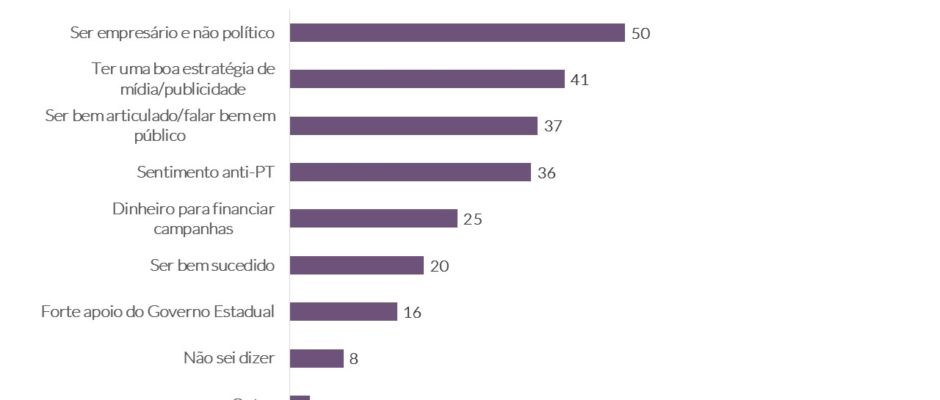 Ser empresário e não político
50
Ter uma boa estratégia de
mídia/publicidade
41
Ser bem articulado/falar bem em
público
37
Sentimento anti-PT
36
Dinheiro para financiar
campanhas
25
Ser bem sucedido
20
Forte apoio do Governo Estadual
16
Não sei dizer
8